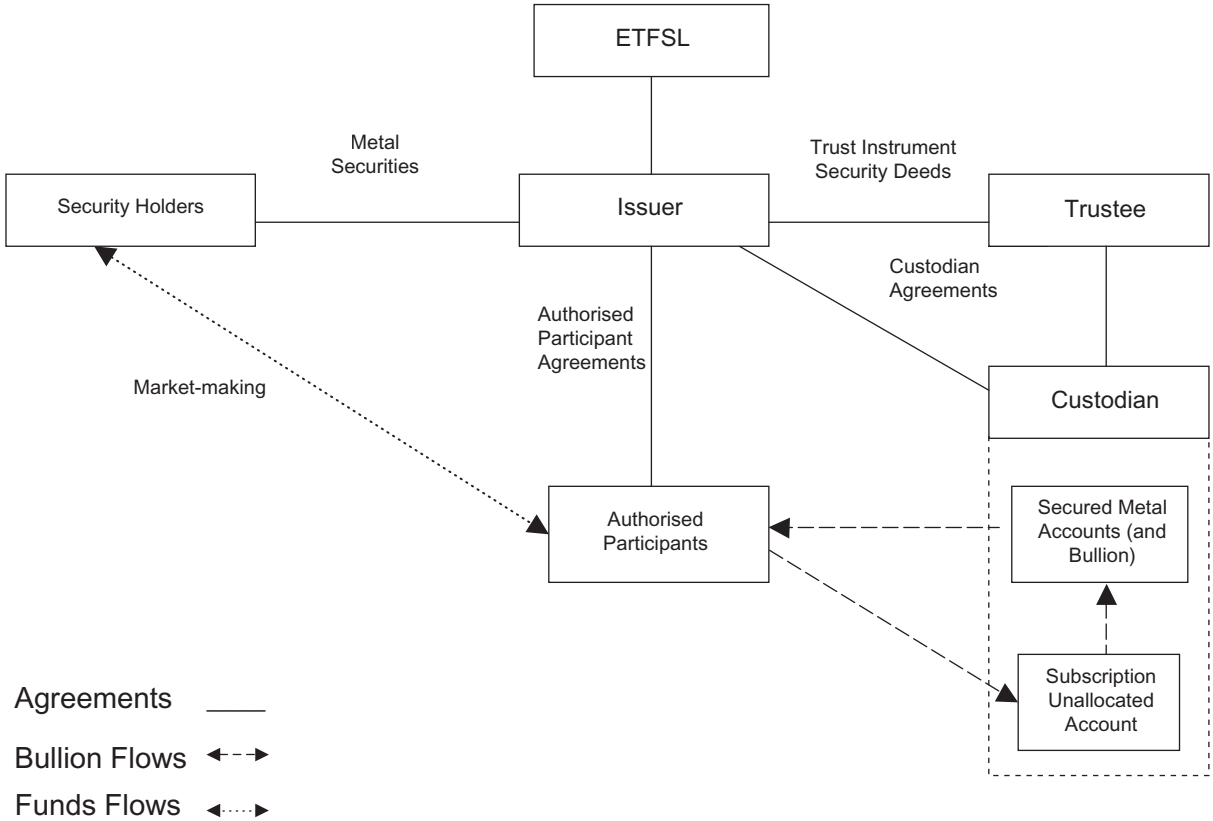 ETFSL
Metal
Securities
Trust Instrument
Security Deeds
Security Holders
Issuer
Trustee
Custodian
Agreements
Authorised
Participant
Agreements
Market-making
Custodian
Authorised
Participants
Secured Metal
Accounts (and
Bullion)
Subscription
Unallocated
Account
Agreements
Bullion Flows
Funds Flows